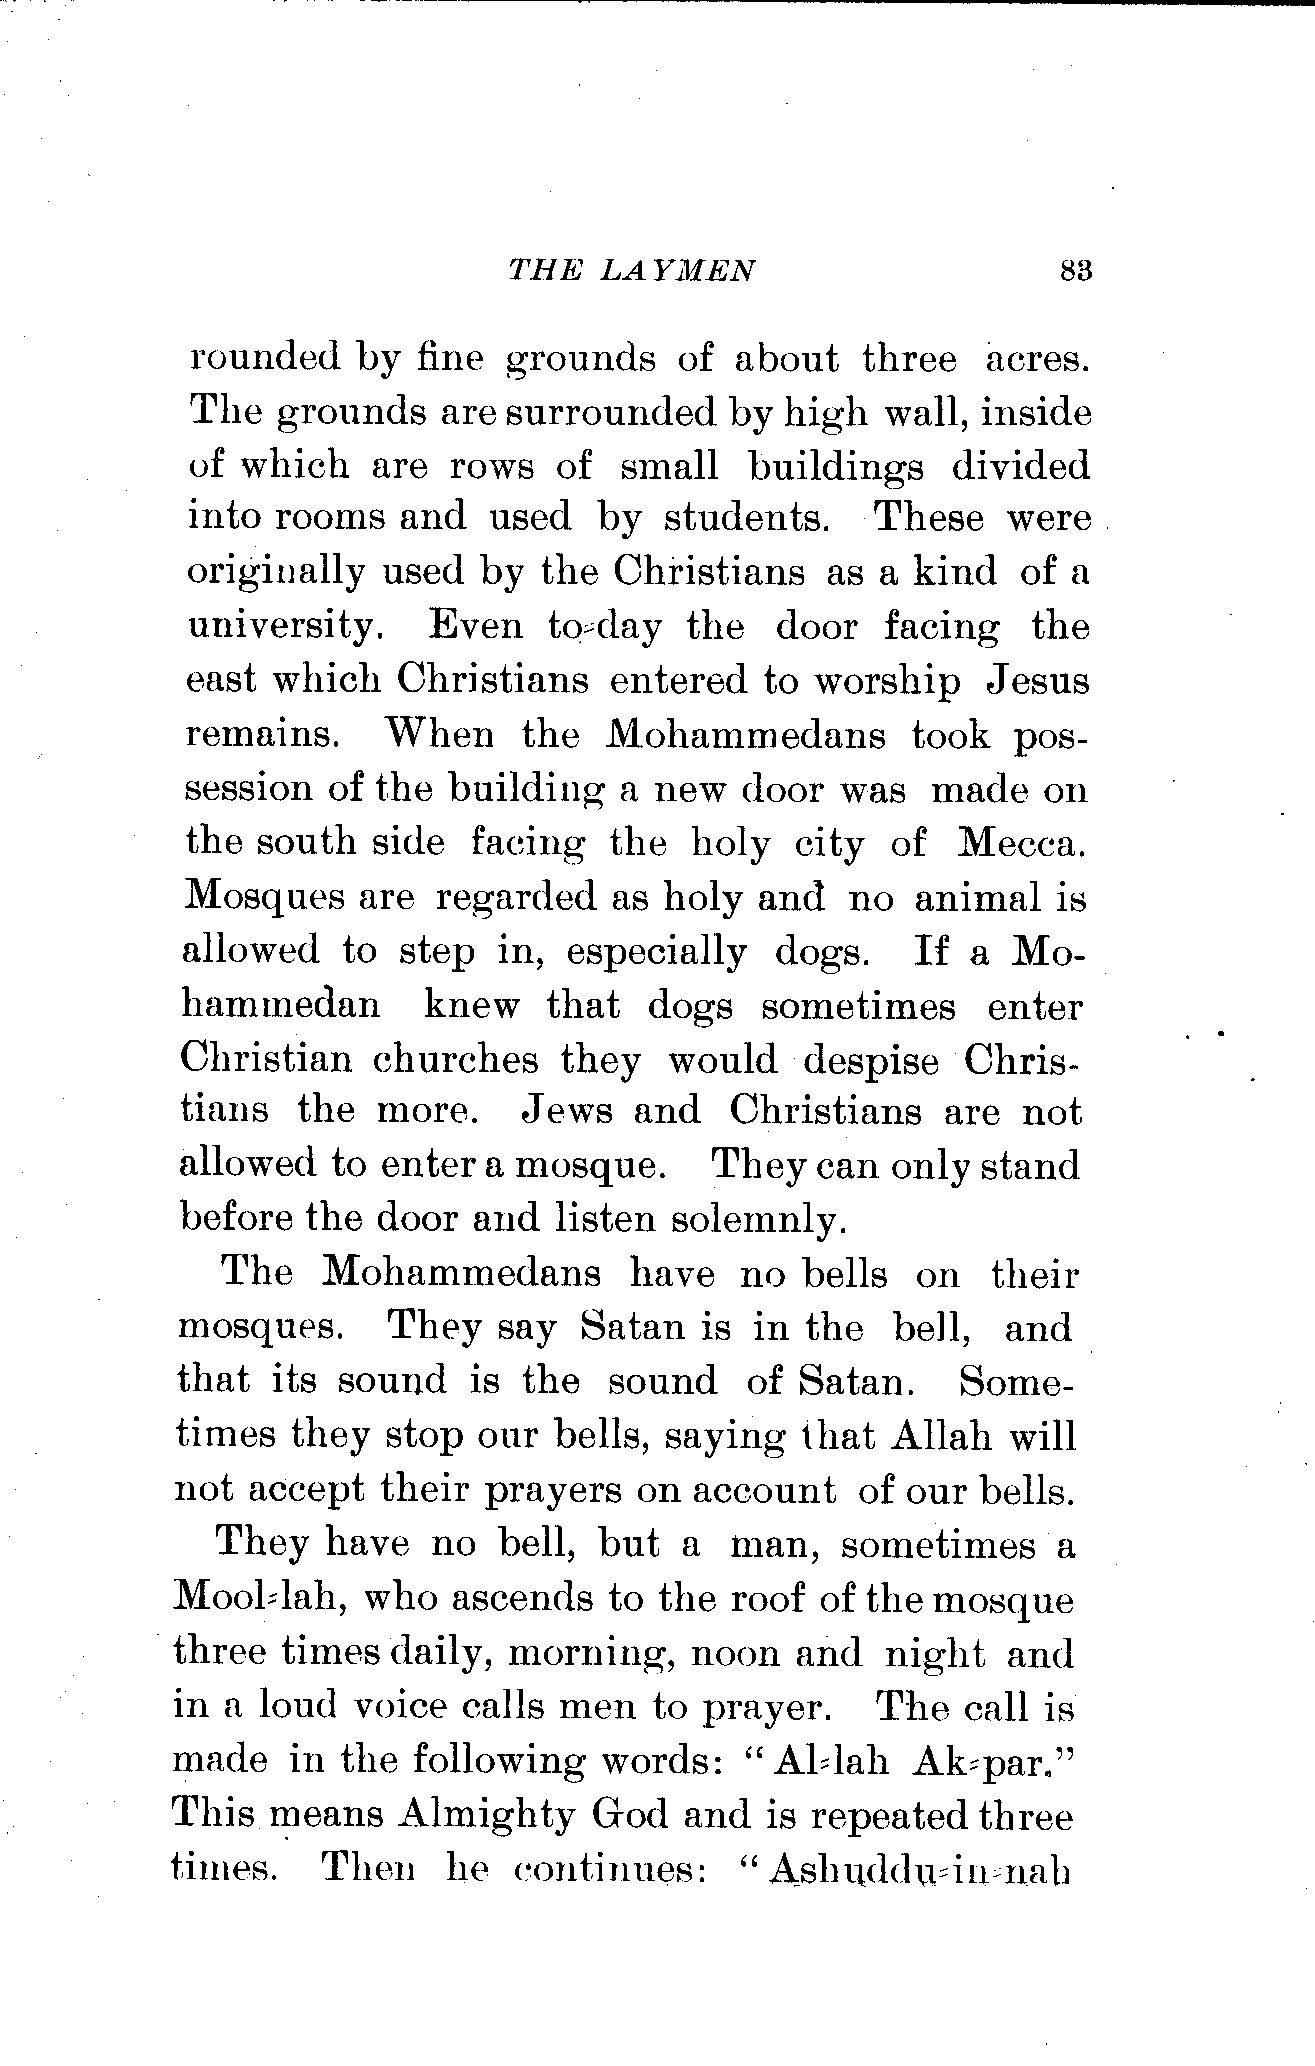 THE LAYMEN 83
rounded by fine grounds of about three acres.
The grounds are surrounded by high wall, inside
of which are rows of small buildings divided
into rooms and used by students. These were
originally used by the Christians as a kind of a
university. Even to-day the door facing the
east which Christians entered to worship Jesus
remains. When the Mohammedans took pos-
session of the building a new door was made on
the south side facing the holy city of Mecca.
Mosques are regarded as holy and no animal is
allowed to step in, especially dogs. If a Mo-
hammedan knew that dogs sometimes enter
Christian churches they would despise Chris-
tians the more. Jews and Christians are not
allowed to enter a mosque. They can only stand
before the door and listen solemnly.
The Mohammedans have no bells on their
mosques. They say Satan is in the bell, and
that its sound is the sound of Satan. Some-
times they stop our bells, saying that Allah will
not accept their prayers on account of our bells.
They have no bell, but a man, sometimes a
Mool-lah, who ascends to the roof of the mosque
three times daily, morning, noon and night and
in a loud voice calls men to prayer. The call is
made in the following words: "Al-lah Ak-par."
This means Almighty God and is repeated three
times. Then he continues: "Ashuddu-in-nah